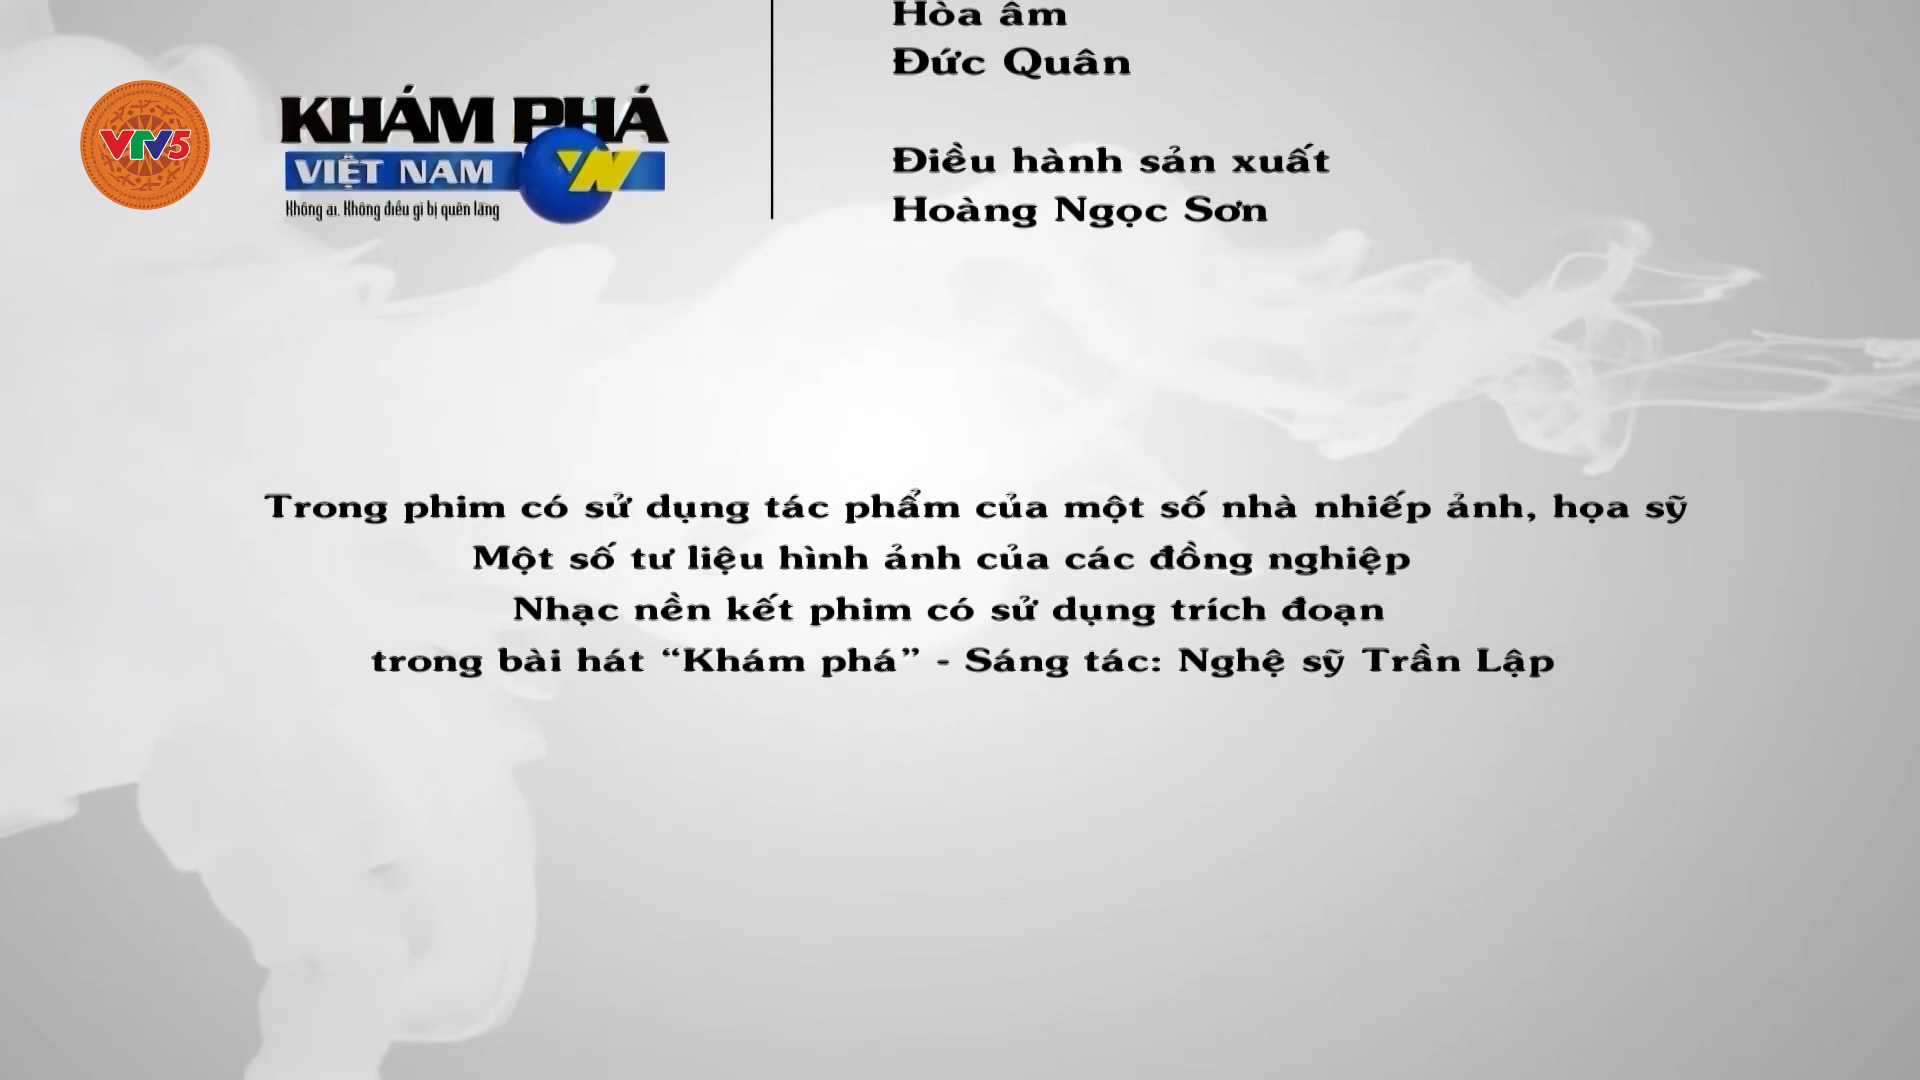 Hòa âm
Đức Quân
VTV5
KHÁM PHÁ
VIỆT NAM VN
Không ai. Không điều gì bị quên lãng
Điều hành sản xuất
Hoàng Ngọc Sơn
Trong phim có sử dụng tác phẩm của một số nhà nhiếp ảnh, họa sỹ
Một số tư liệu hình ảnh của các đồng nghiệp
Nhạc nền kết phim có sử dụng trích đoạn
trong bài hát “Khám phá” - Sáng tác: Nghệ sỹ Trần Lập